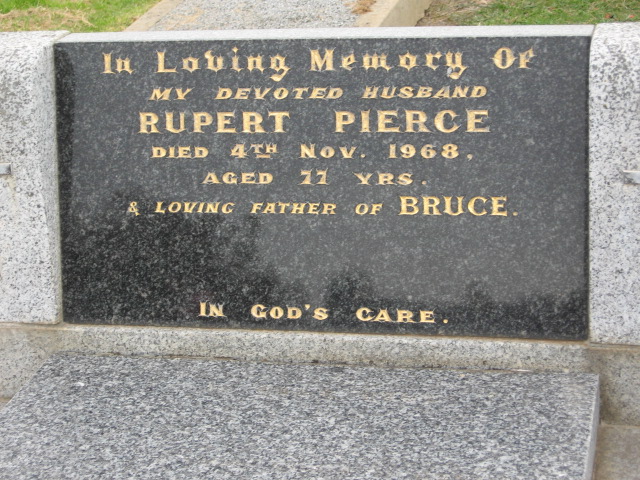 In Loving Memory Of
MY DEVOTED HUSBAND
RUPERT PIERCE
DIED 4TH NOV. 1968.
AGED 77 YRS.
& LOVING FATHER OF BRUCE.
IN GOD'S CARE.